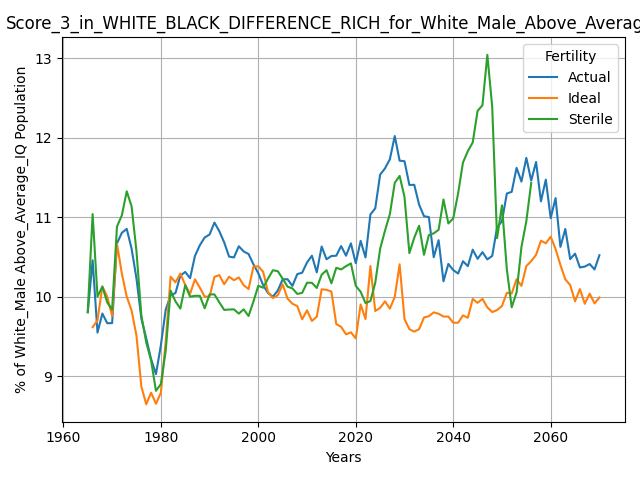 Score_3_in_WHITE_BLACK_DIFFERENCE_RICH_for_White_Male_Above_Averag
% of White_Male Above_Average_IQ Population
13
12
11
10
9
Fertility
Actual
Ideal
Sterile
1960
1980
2000
2020
2040
2060
Years